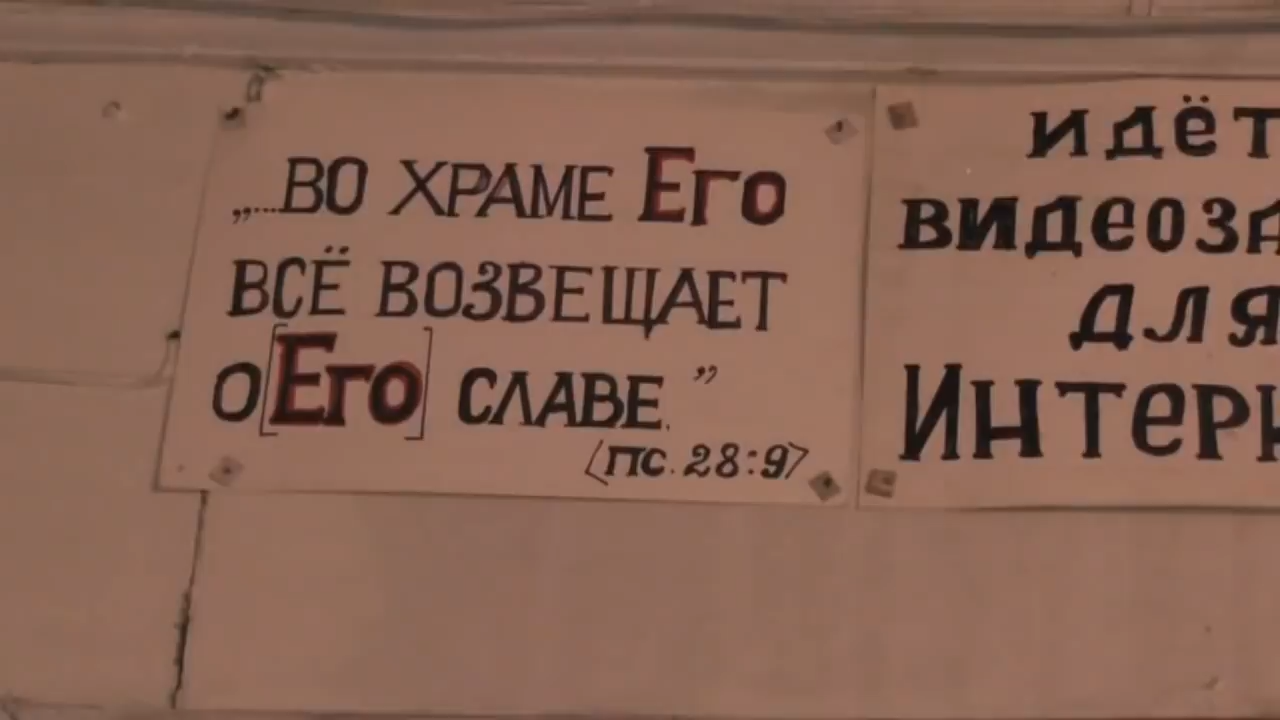 „...ВО ХРАМЕ Его
ВСЁ ВОЗВЕЩАЕТ
о [Его] СЛАВЕ.”
(ПС. 28:9)
идёт
для